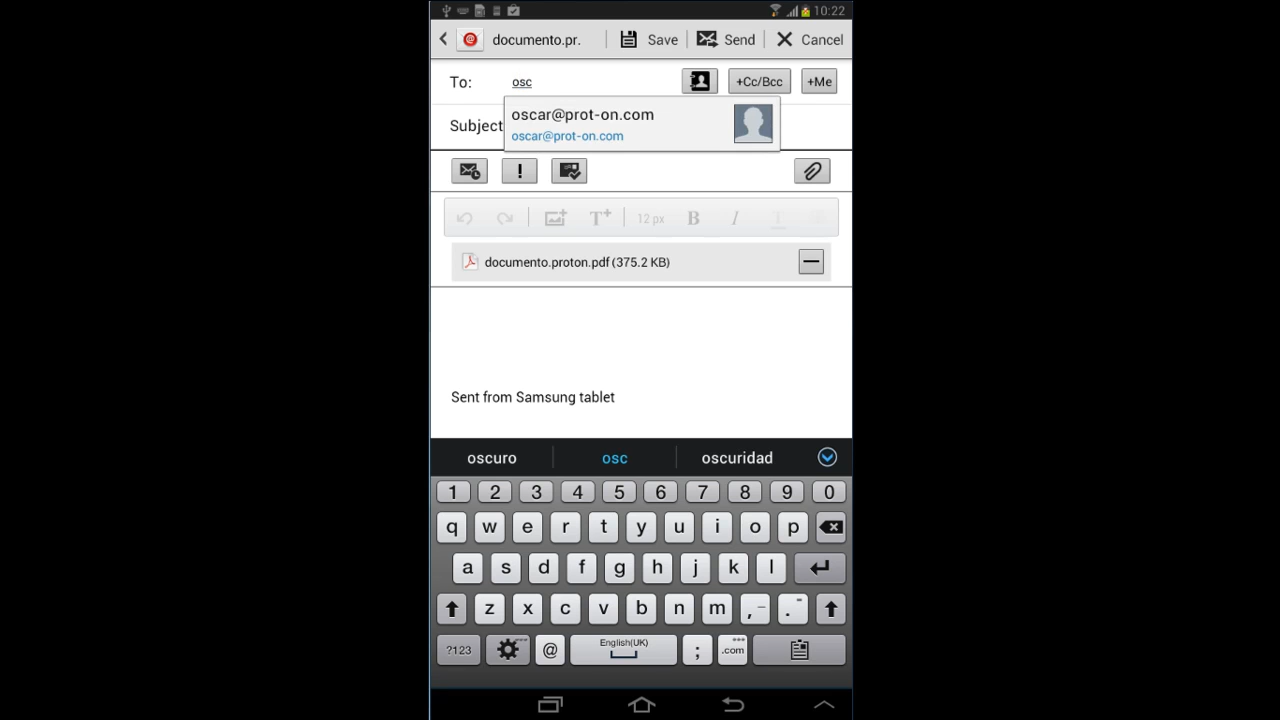 10:22
documento.pr.
Save
Send
Cancel
To:
osc
+Cc/Bcc
+Me
oscar@prot-on.com
oscar@prot-on.com
Subject
!
T+
12 px
B
I
documento.proton.pdf (375.2 KB)
Sent from Samsung tablet
oscuro osc oscuridad
1 2 3 4 5 6 7 8 9 0
q w e r t y u i o p
a s d f g h j k l
z x c v b n m , .
?123 @ English(UK) ; .com